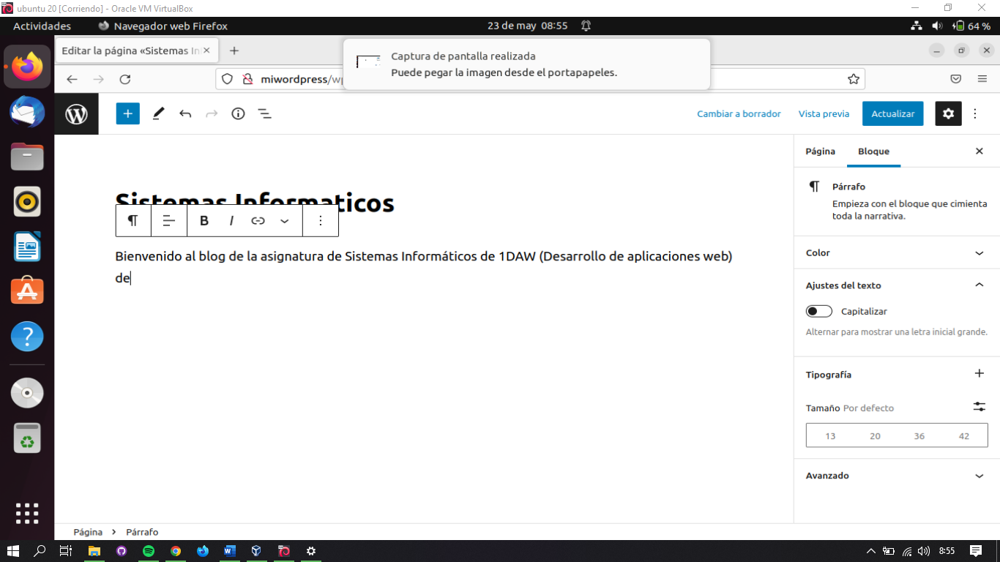 ubuntu 20 [Corriendo] - Oracle VM VirtualBox
Actividades
Navegador web Firefox
23 de may 08:55
64 %
Editar la página «Sistemas In
Captura de pantalla realizada
Puede pegar la imagen desde el portapapeles.
miwordpress/wp
Cambiar a borrador
Vista previa
Actualizar
Página
Bloque
Sistemas Informaticos
B I
Bienvenido al blog de la asignatura de Sistemas Informáticos de 1DAW (Desarrollo de aplicaciones web)
de
Párrafo
Empieza con el bloque que cimienta
toda la narrativa.
Color
Ajustes del texto
Capitalizar
Alternar para mostrar una letra inicial grande.
Tipografía
Tamaño Por defecto
13 20 36 42
Avanzado
Página > Párrafo
8:55